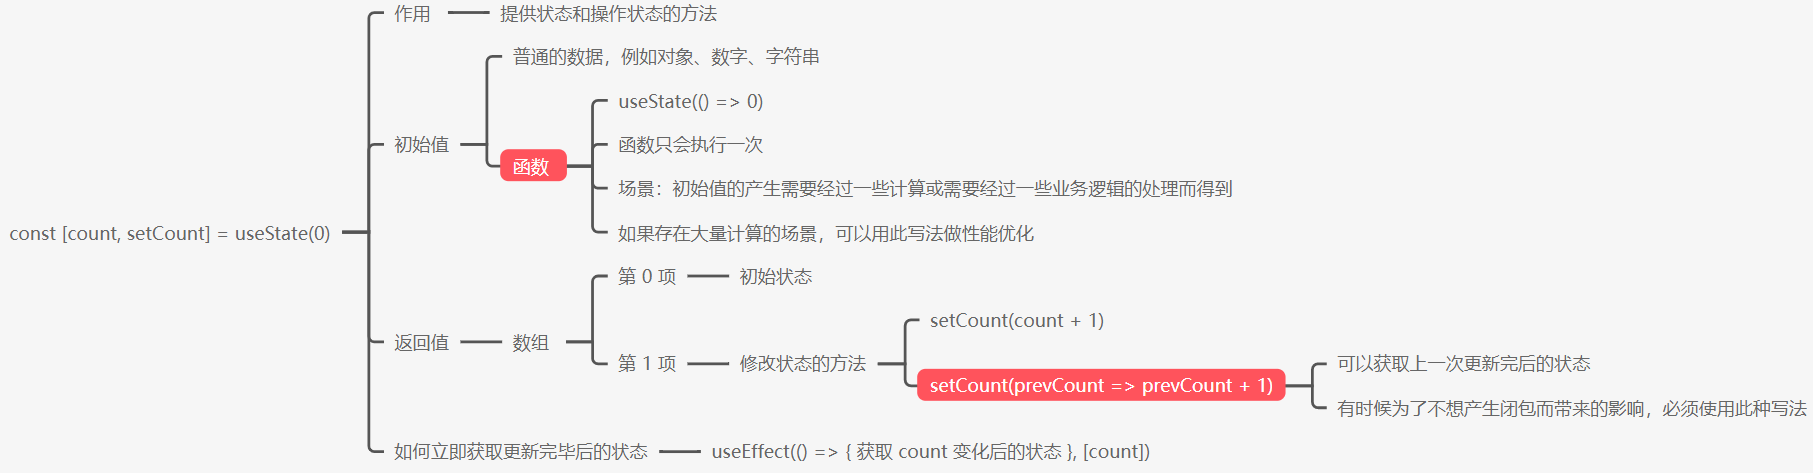 const [count, setCount] = useState(0)
作用
提供状态和操作状态的方法
初始值
普通的数据，例如对象、数字、字符串
函数
useState(() => 0)
函数只会执行一次
场景：初始值的产生需要经过一些计算或需要经过一些业务逻辑的处理而得到
如果存在大量计算的场景，可以用此写法做性能优化
返回值
数组
第 0 项
初始状态
第 1 项
修改状态的方法
setCount(count + 1)
setCount(prevCount => prevCount + 1)
可以获取上一次更新完后的状态
有时候为了不想产生闭包而带来的影响，必须使用此种写法
如何立即获取更新完毕后的状态
useEffect(() => { 获取 count 变化后的状态 }, [count])